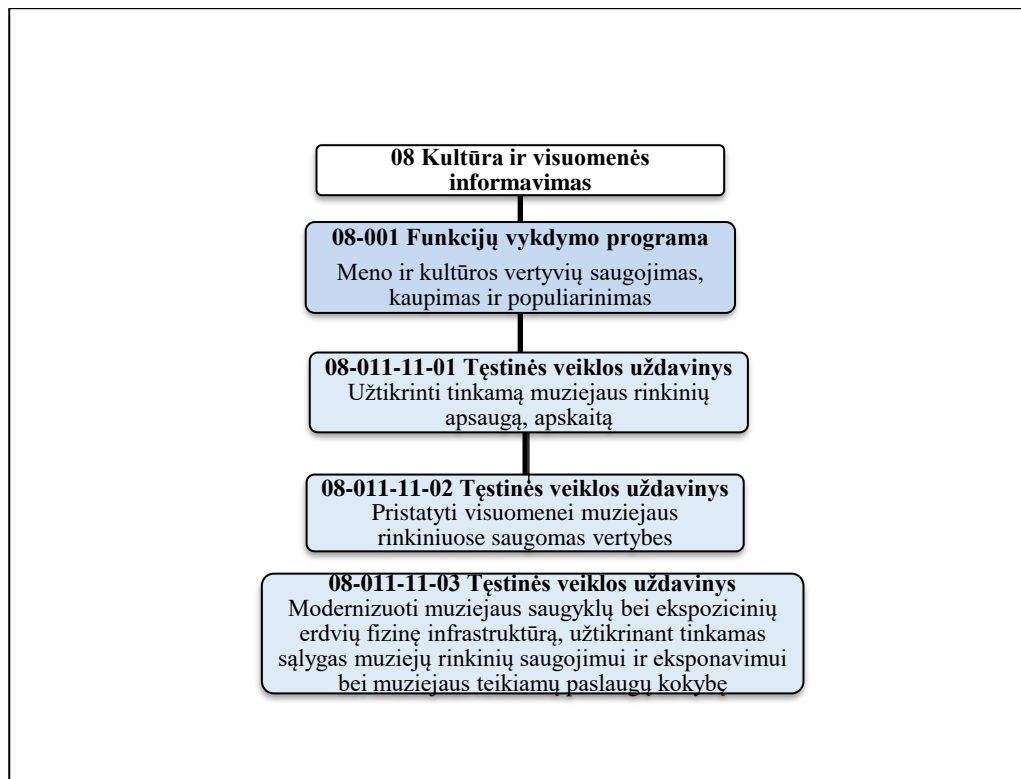 08 Kultūra ir visuomenės
informavimas
08-001 Funkcijų vykdymo programa
Meno ir kultūros vertyvių saugojimas,
kaupimas ir populiarinimas
08-011-11-01 Tęstinės veiklos uždavinys
Užtikrinti tinkamą muziejaus rinkinių
apsaugą, apskaitą
08-011-11-02 Tęstinės veiklos uždavinys
Pristatyti visuomenei muziejaus
rinkiniuose saugomas vertybes
08-011-11-03 Tęstinės veiklos uždavinys
Modernizuoti muziejaus saugyklų bei ekspozicinių
erdvių fizinę infrastruktūrą, užtikrinant tinkamas
sąlygas muziejų rinkinių saugojimui ir eksponavimui
bei muziejaus teikiamų paslaugų kokybę